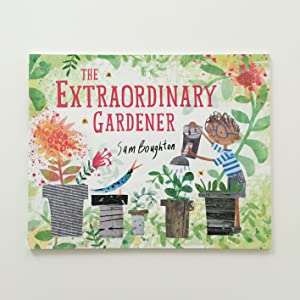 THE
EXTRAORDINARY
GARDENER
Sam Boughton